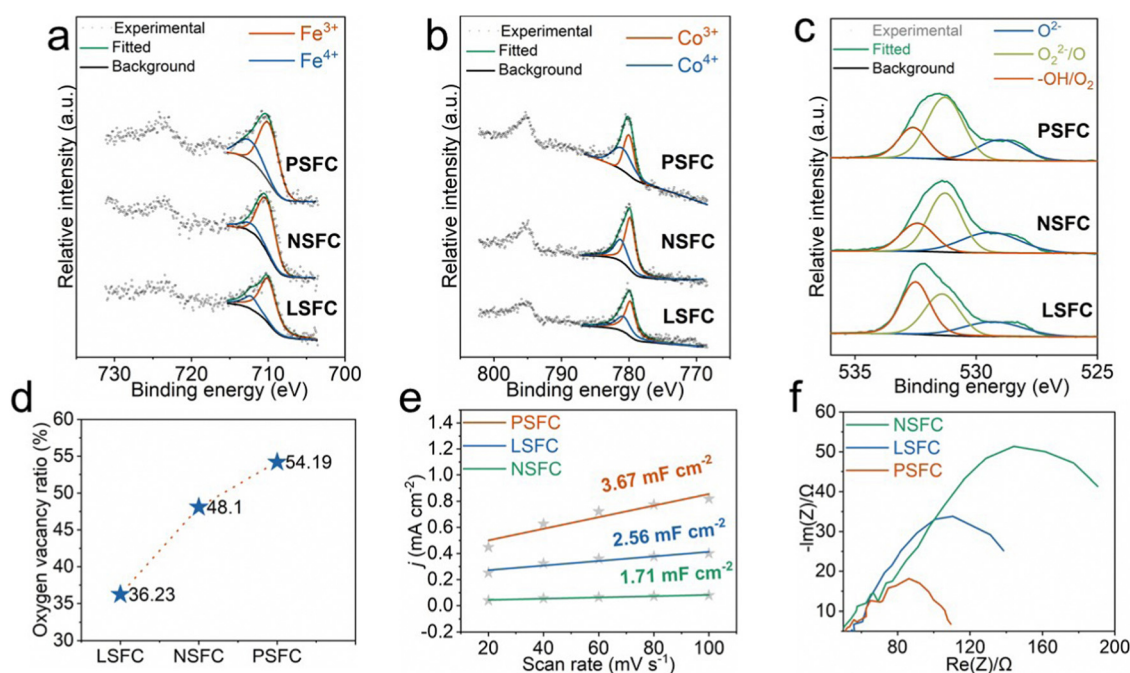 a
Experimental
Fitted
Background
Fe³⁺
Fe⁴⁺
PSFC
NSFC
LSFC
Relative intensity (a.u.)
730 720 710 700
Binding energy (eV)
b
Experimental
Fitted
Background
Co³⁺
Co⁴⁺
PSFC
NSFC
LSFC
Relative intensity (a.u.)
800 790 780 770
Binding energy (eV)
c
Experimental
Fitted
Background
O²⁻
O₂²⁻/O
-OH/O₂
PSFC
NSFC
LSFC
Relative intensity (a.u.)
535 530 525
Binding energy (eV)
d
Oxygen vacancy ratio (%)
60
55
50
45
40
35
30
54.19
48.1
36.23
LSFC NSFC PSFC
e
PSFC
LSFC
NSFC
3.67 mF cm⁻²
2.56 mF cm⁻²
1.71 mF cm⁻²
j (mA cm⁻²)
1.4
1.2
1.0
0.8
0.6
0.4
0.2
0.0
-0.2
20 40 60 80 100
Scan rate (mV s⁻¹)
f
NSFC
LSFC
PSFC
-Im(Z)/Ω
60
50
40
30
20
10
80 120 160 200
Re(Z)/Ω